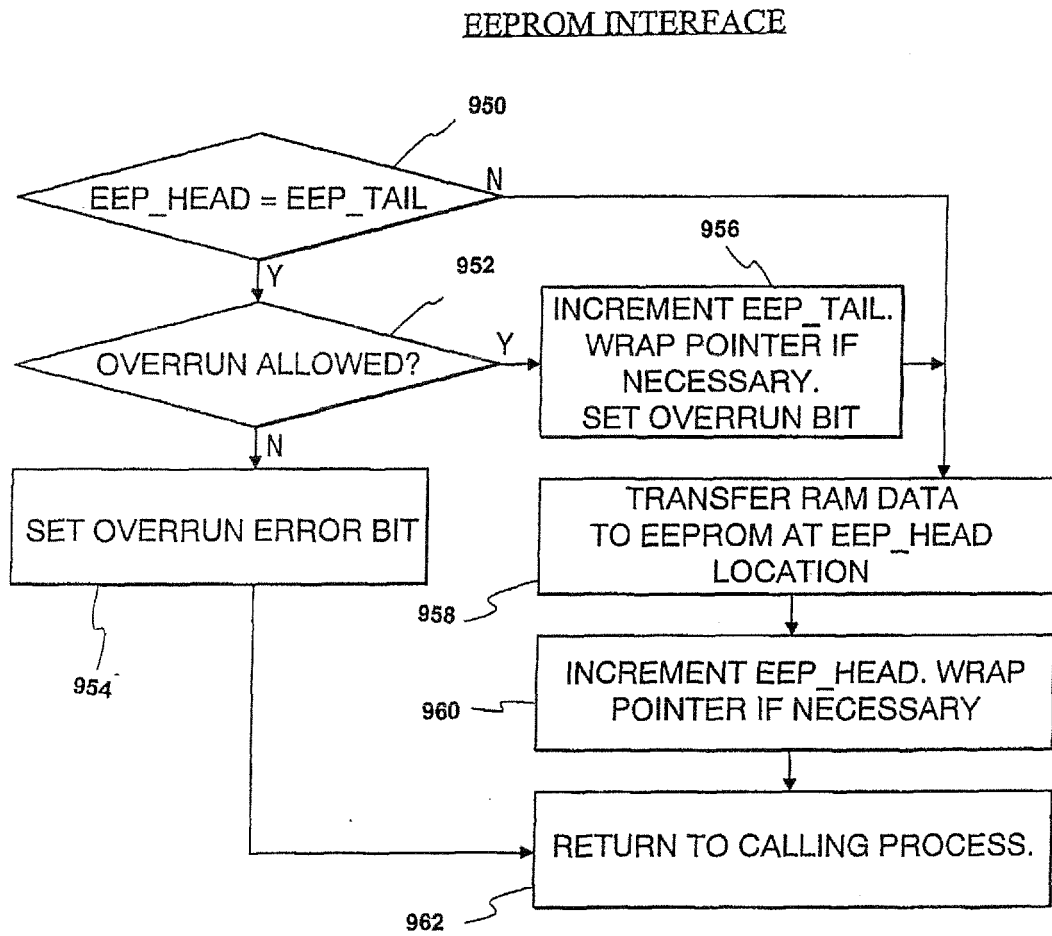 EEPROM INTERFACE
950
EEP_HEAD = EEP_TAIL
N
Y
952
OVERRUN ALLOWED?
Y
N
956
INCREMENT EEP_TAIL.
WRAP POINTER IF
NECESSARY.
SET OVERRUN BIT
SET OVERRUN ERROR BIT
954
TRANSFER RAM DATA
TO EEPROM AT EEP_HEAD
LOCATION
958
INCREMENT EEP_HEAD. WRAP
POINTER IF NECESSARY
960
RETURN TO CALLING PROCESS.
962